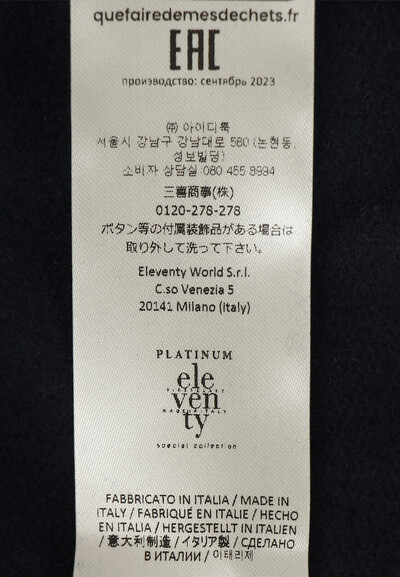 quefairedemesdechets.fr
EAC
производство: сентябрь 2023
㈜ 아이디룩
서울시 강남구 강남대로 580 (논현동,
성보빌딩)
소비자 상담실 080 455 8994
三喜商事(株)
0120-278-278
ボタン等の付属装飾品がある場合は
取り外して洗って下さい。
Eleventy World S.r.l.
C.so Venezia 5
20141 Milano (Italy)
PLATINUM
ele
ven
MADE IN ITALY
ty
special collection
FABBRICATO IN ITALIA / MADE IN
ITALY / FABRIQUÉ EN ITALIE / HECHO
EN ITALIA / HERGESTELLT IN ITALIEN
/ 意大利制造 / イタリア製 / СДЕЛАНО
В ИТАЛИИ / 이태리제